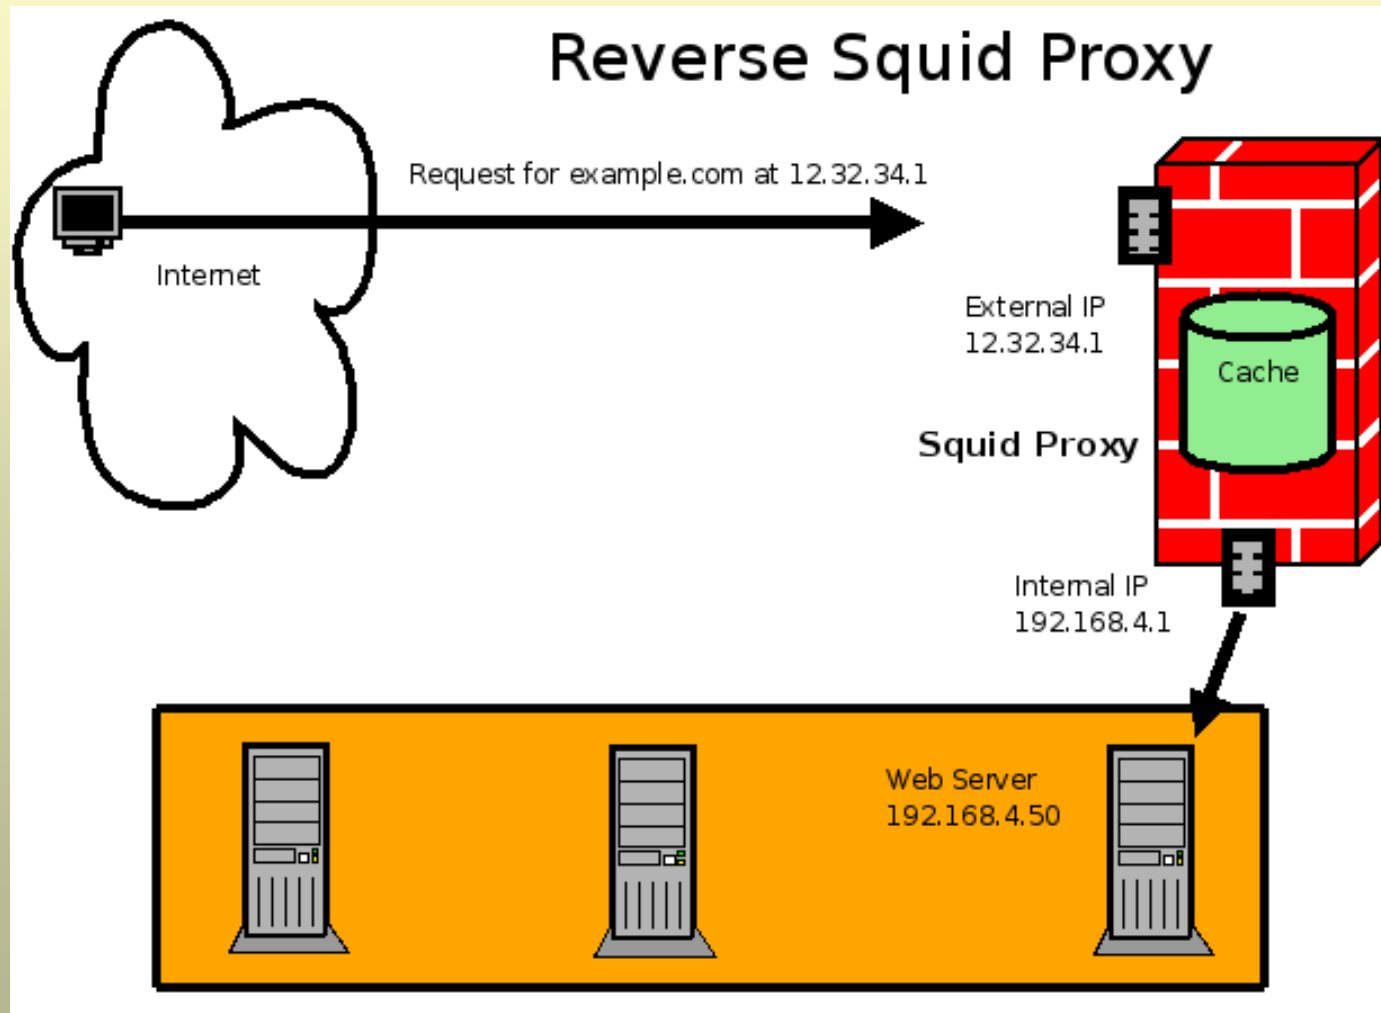 Reverse Squid Proxy
Request for example.com at 12.32.34.1
Internet
External IP
12.32.34.1
Cache
Squid Proxy
Internal IP
192.168.4.1
Web Server
192.168.4.50